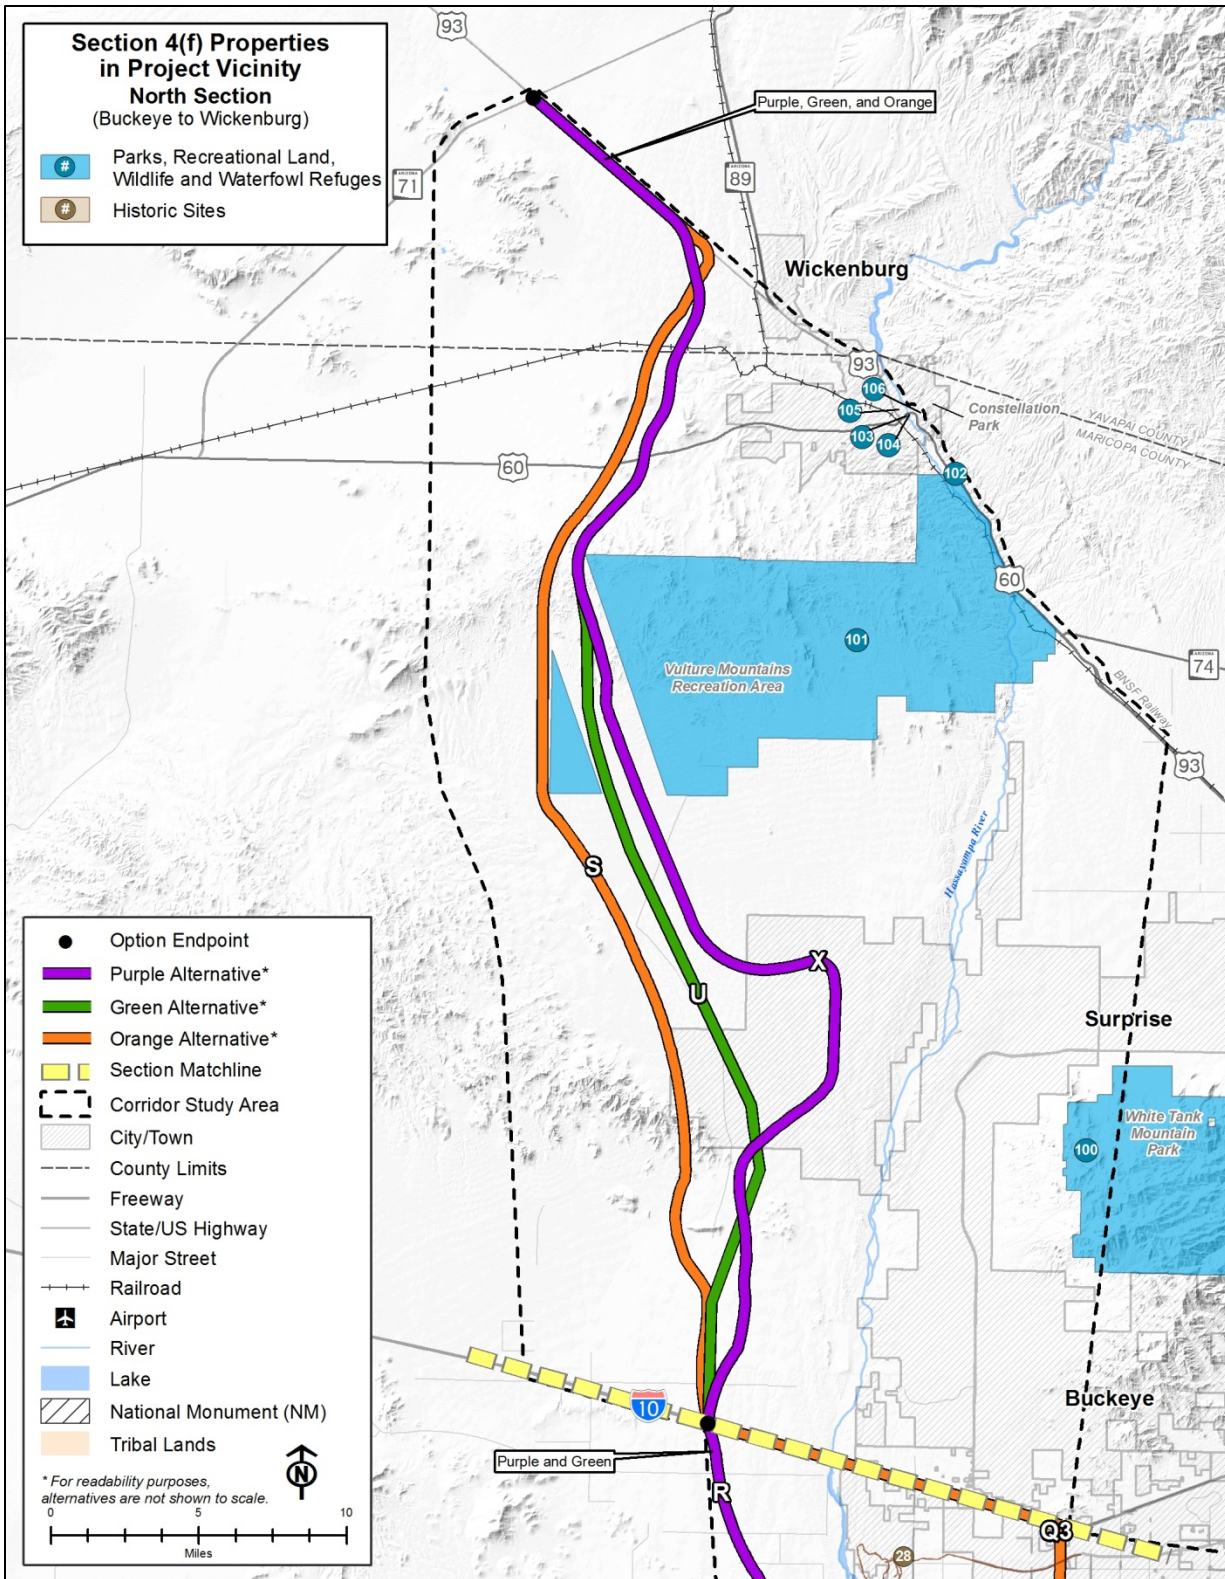 Section 4(f) Properties
in Project Vicinity
North Section
(Buckeye to Wickenburg)
#
Parks, Recreational Land,
Wildlife and Waterfowl Refuges
#
Historic Sites
93
Purple, Green, and Orange
ARIZONA
89
ARIZONA
71
Wickenburg
93
106
105
103
104
Constellation
Park
YAVAPAI COUNTY
MARICOPA COUNTY
60
102
60
101
Vulture Mountains
Recreation Area
ARIZONA
74
BNSF Railway
93
Hassayampa River
S
X
U
Surprise
White Tank
Mountain
Park
100
Buckeye
10
Purple and Green
R
Q3
28
Option Endpoint
Purple Alternative*
Green Alternative*
Orange Alternative*
Section Matchline
Corridor Study Area
City/Town
County Limits
Freeway
State/US Highway
Major Street
Railroad
Airport
River
Lake
National Monument (NM)
Tribal Lands
N
* For readability purposes,
alternatives are not shown to scale.
0 5 10
Miles